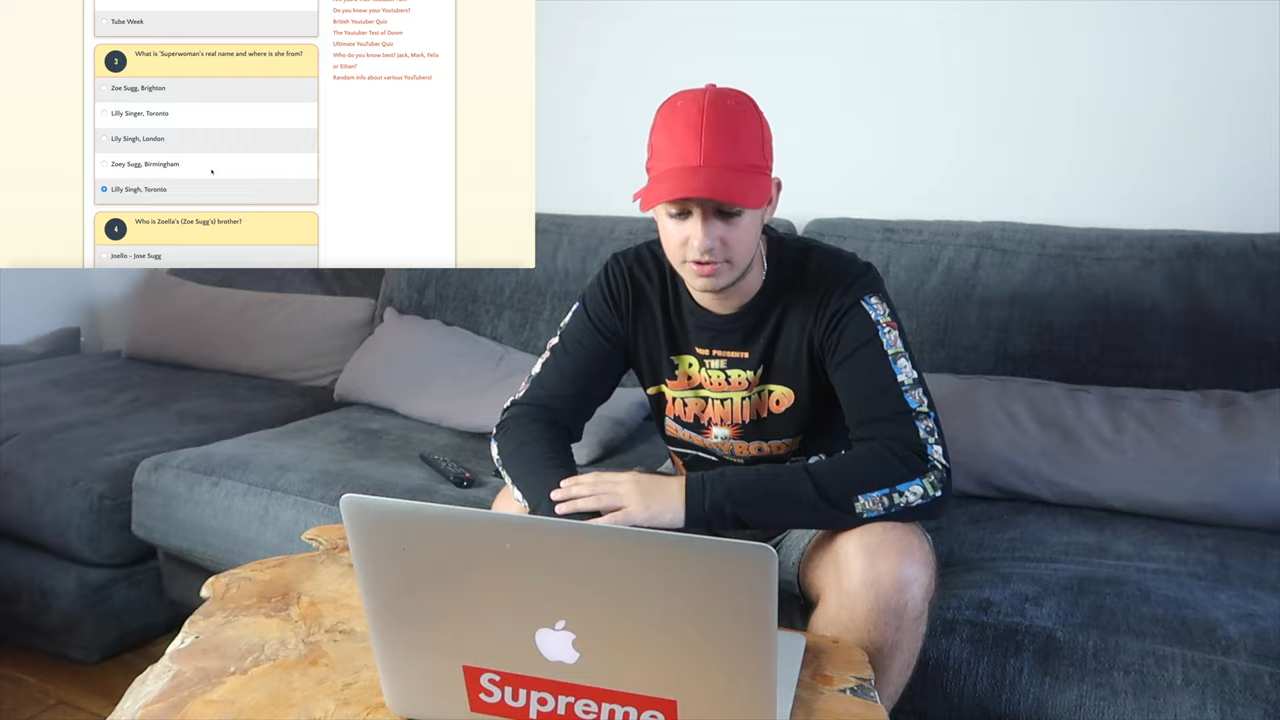 Tube Week
3
What is 'Superwoman's real name and where is she from?
Zoe Sugg, Brighton
Lilly Singer, Toronto
Lily Singh, London
Zoey Sugg, Birmingham
Lilly Singh, Toronto
4
Who is Zoella's (Zoe Sugg's) brother?
Joello - Jose Sugg
Do you know your Youtubers?
British Youtuber Quiz
The Youtuber Test of Doom
Ultimate YouTuber Quiz
Who do you know best? Jack, Mark, Felix
or Ethan?
Random info about various YouTubers!
PRESENTS
THE
BOBBY
TARANTINO
EVERYBODY
Supreme